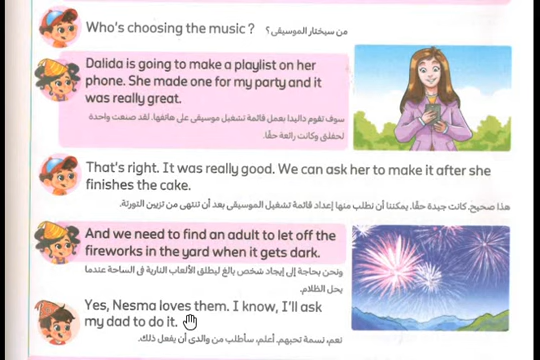 Who's choosing the music?
من سيختار الموسيقى؟
Dalida is going to make a playlist on her
phone. She made one for my party and it
was really great.
سوف تقوم داليدا بعمل قائمة تشغيل موسيقى على هاتفها. لقد صنعت واحدة
لحفلتي وكانت رائعة حقًا.
That's right. It was really good. We can ask her to make it after she
finishes the cake.
هذا صحيح. كانت جيدة حقًا. يمكننا أن نطلب منها إعداد قائمة تشغيل الموسيقى بعد أن تنتهى من تزيين التورتة.
And we need to find an adult to let off the
fireworks in the yard when it gets dark.
ونحن بحاجة إلى إيجاد شخص بالغ ليطلق الألعاب النارية فى الساحة عندما
يحل الظلام.
Yes, Nesma loves them. I know, I'll ask
my dad to do it.
نعم، نسمة تحبهم. أعلم، سأطلب من والدى أن يفعل ذلك.